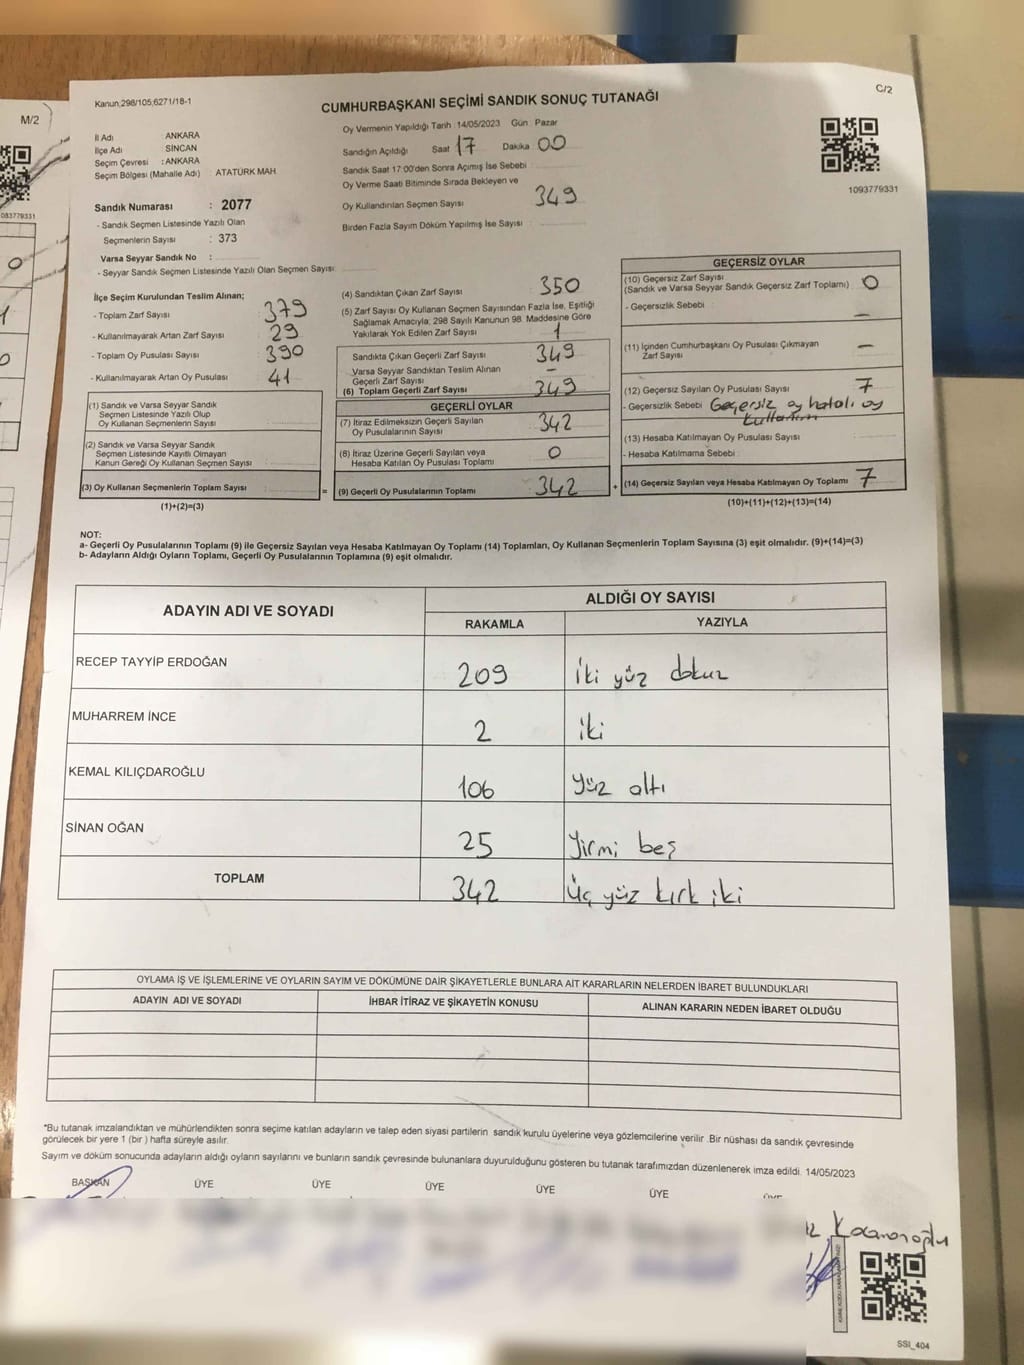 M/2
083779331
Kanun;298/105;6271/18-1
C/2
CUMHURBAŞKANI SEÇİMİ SANDIK SONUÇ TUTANAĞI
1093779331
İl Adı ANKARA
İlçe Adı SİNCAN
Seçim Çevresi : ANKARA
Seçim Bölgesi (Mahalle Adı) : ATATÜRK MAH.
Sandık Numarası : 2077
- Sandık Seçmen Listesinde Yazılı Olan
Seçmenlerin Sayısı : 373
Varsa Seyyar Sandık No :
- Seyyar Sandık Seçmen Listesinde Yazılı Olan Seçmen Sayısı
Oy Vermenin Yapıldığı Tarih : 14/05/2023 Gün : Pazar
Sandığın Açıldığı Saat 17 Dakika 00
Sandık Saat 17:00'den Sonra Açımış İse Sebebi
Oy Verme Saati Bitiminde Sırada Bekleyen ve
Oy Kullandırılan Seçmen Sayısı 349
Birden Fazla Sayım Döküm Yapılmış İse Sayısı :
İlçe Seçim Kurulundan Teslim Alınan;
- Toplam Zarf Sayısı : 379
- Kullanılmayarak Artan Zarf Sayısı : 29
- Toplam Oy Pusulası Sayısı : 390
- Kullanılmayarak Artan Oy Pusulası : 41
(1) Sandık ve Varsa Seyyar Sandık
Seçmen Listesinde Yazılı Olup
Oy Kullanan Seçmenlerin Sayısı
(2) Sandık ve Varsa Seyyar Sandık
Seçmen Listesinde Kayıtlı Olmayan
Kanun Gereği Oy Kullanan Seçmen Sayısı :
(3) Oy Kullanan Seçmenlerin Toplam Sayısı :
(1)+(2)=(3)
=
(4) Sandıktan Çıkan Zarf Sayısı : 350
(5) Zarf Sayısı Oy Kullanan Seçmen Sayısından Fazla İse, Eşitliği
Sağlamak Amacıyla; 298 Sayılı Kanunun 98. Maddesine Göre
Yakılarak Yok Edilen Zarf Sayısı 1
Sandıkta Çıkan Geçerli Zarf Sayısı 349
Varsa Seyyar Sandıktan Teslim Alınan
Geçerli Zarf Sayısı –
(6) Toplam Geçerli Zarf Sayısı 349
GEÇERLİ OYLAR
(7) İtiraz Edilmeksizin Geçerli Sayılan
Oy Pusulalarının Sayısı : 342
(8) İtiraz Üzerine Geçerli Sayılan veya
Hesaba Katılan Oy Pusulası Toplamı 0
(9) Geçerli Oy Pusulalarının Toplamı : 342
+
GEÇERSİZ OYLAR
(10) Geçersiz Zarf Sayısı
(Sandık ve Varsa Seyyar Sandık Geçersiz Zarf Toplamı) : 0
- Geçersizlik Sebebi –
(11) İçinden Cumhurbaşkanı Oy Pusulası Çıkmayan
Zarf Sayısı –
(12) Geçersiz Sayılan Oy Pusulası Sayısı : 7
- Geçersizlik Sebebi : Geçersiz oy hatalı oy
kullanım
(13) Hesaba Katılmayan Oy Pusulası Sayısı
- Hesaba Katılmama Sebebi :
(14) Geçersiz Sayılan veya Hesaba Katılmayan Oy Toplamı : 7
(10)+(11)+(12)+(13)=(14)
NOT:
a- Geçerli Oy Pusulalarının Toplamı (9) ile Geçersiz Sayılan veya Hesaba Katılmayan Oy Toplamı (14) Toplamları, Oy Kullanan Seçmenlerin Toplam Sayısına (3) eşit olmalıdır. (9)+(14)=(3)
b- Adayların Aldığı Oyların Toplamı, Geçerli Oy Pusulalarının Toplamına (9) eşit olmalıdır.
ADAYIN ADI VE SOYADI ALDIĞI OY SAYISI
RAKAMLA YAZIYLA
RECEP TAYYİP ERDOĞAN 209 iki yüz dokuz
MUHARREM İNCE 2 iki
KEMAL KILIÇDAROĞLU 106 yüz altı
SİNAN OĞAN 25 yirmi beş
TOPLAM 342 Üç yüz kırk iki
OYLAMA İŞ VE İŞLEMLERİNE VE OYLARIN SAYIM VE DÖKÜMÜNE DAİR ŞİKAYETLERLE BUNLARA AİT KARARLARIN NELERDEN İBARET BULUNDUKLARI
ADAYIN ADI VE SOYADI İHBAR İTİRAZ VE ŞİKAYETİN KONUSU ALINAN KARARIN NEDEN İBARET OLDUĞU
*Bu tutanak imzalandıktan ve mühürlendikten sonra seçime katılan adayların ve talep eden siyasi partilerin sandık kurulu üyelerine veya gözlemcilerine verilir .Bir nüshası da sandık çevresinde
görülecek bir yere 1 (bir ) hafta süreyle asılır.
Sayım ve döküm sonucunda adayların aldığı oyların sayılarını ve bunların sandık çevresinde bulunanlara duyurulduğunu gösteren bu tutanak tarafımızdan düzenlenerek imza edildi. 14/05/2023
BAŞKAN ÜYE ÜYE ÜYE ÜYE ÜYE
SSI_404